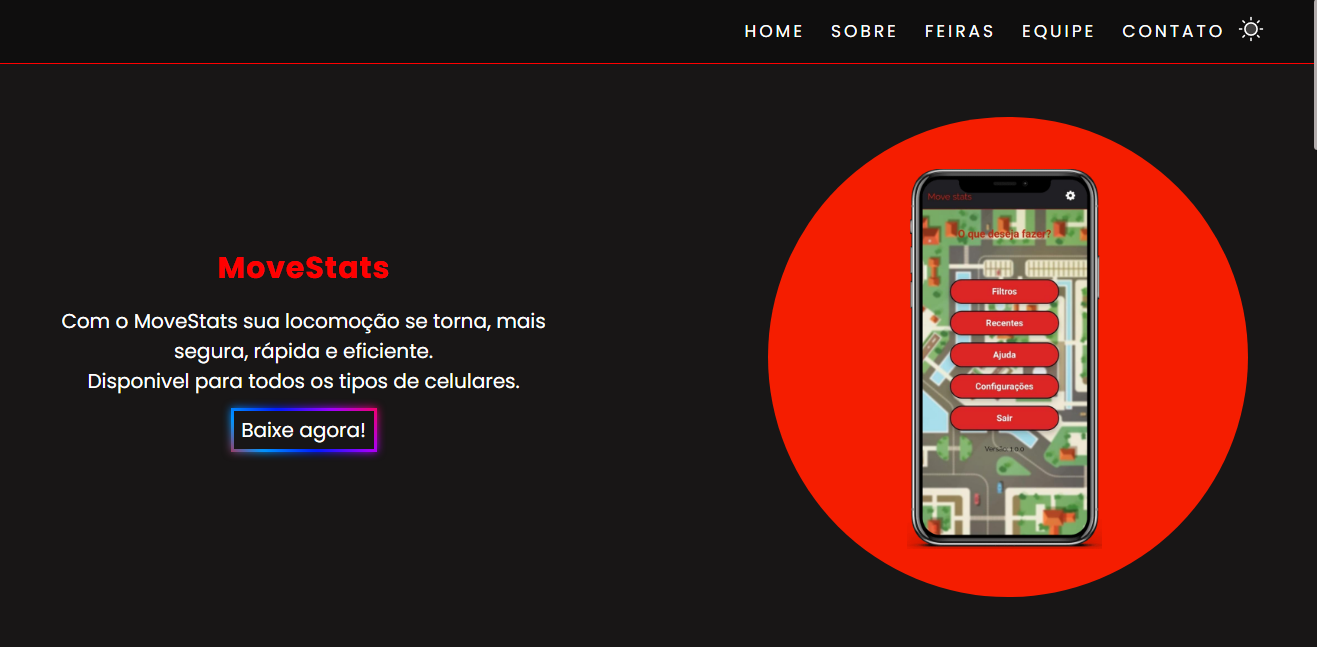 HOME SOBRE FEIRAS EQUIPE CONTATO
MoveStats
Com o MoveStats sua locomoção se torna, mais
segura, rápida e eficiente.
Disponivel para todos os tipos de celulares.
Baixe agora!
Move stats
O que deseja fazer?
Filtros
Recentes
Ajuda
Configurações
Sair
Versão: 1.0.0